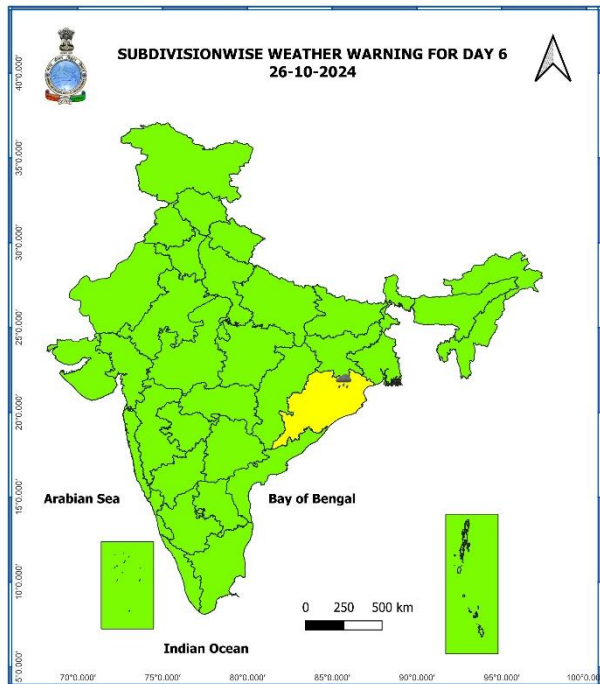 SUBDIVISIONWISE WEATHER WARNING FOR DAY 6
26-10-2024
40°0.000'
35°0.000'
30°0.000'
25°0.000'
20°0.000'
15°0.000'
10°0.000'
5°0.000'
Arabian Sea
Bay of Bengal
0 250 500 km
Indian Ocean
70°0.000' 75°0.000' 80°0.000' 85°0.000' 90°0.000' 95°0.000' 100°0.000'